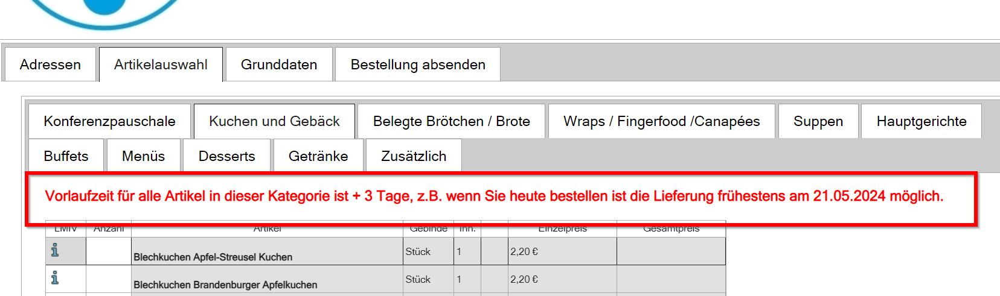 Adressen Artikelauswahl Grunddaten Bestellung absenden
Konferenzpauschale Kuchen und Gebäck Belegte Brötchen / Brote Wraps / Fingerfood /Canapées Suppen Hauptgerichte
Buffets Menüs Desserts Getränke Zusätzlich
Vorlaufzeit für alle Artikel in dieser Kategorie ist + 3 Tage, z.B. wenn Sie heute bestellen ist die Lieferung frühestens am 21.05.2024 möglich.
LMIV Anzahl Artikel Gebinde Inh. Einzelpreis Gesamtpreis
i Blechkuchen Apfel-Streusel Kuchen Stück 1 2,20 €
i Blechkuchen Brandenburger Apfelkuchen Stück 1 2,20 €